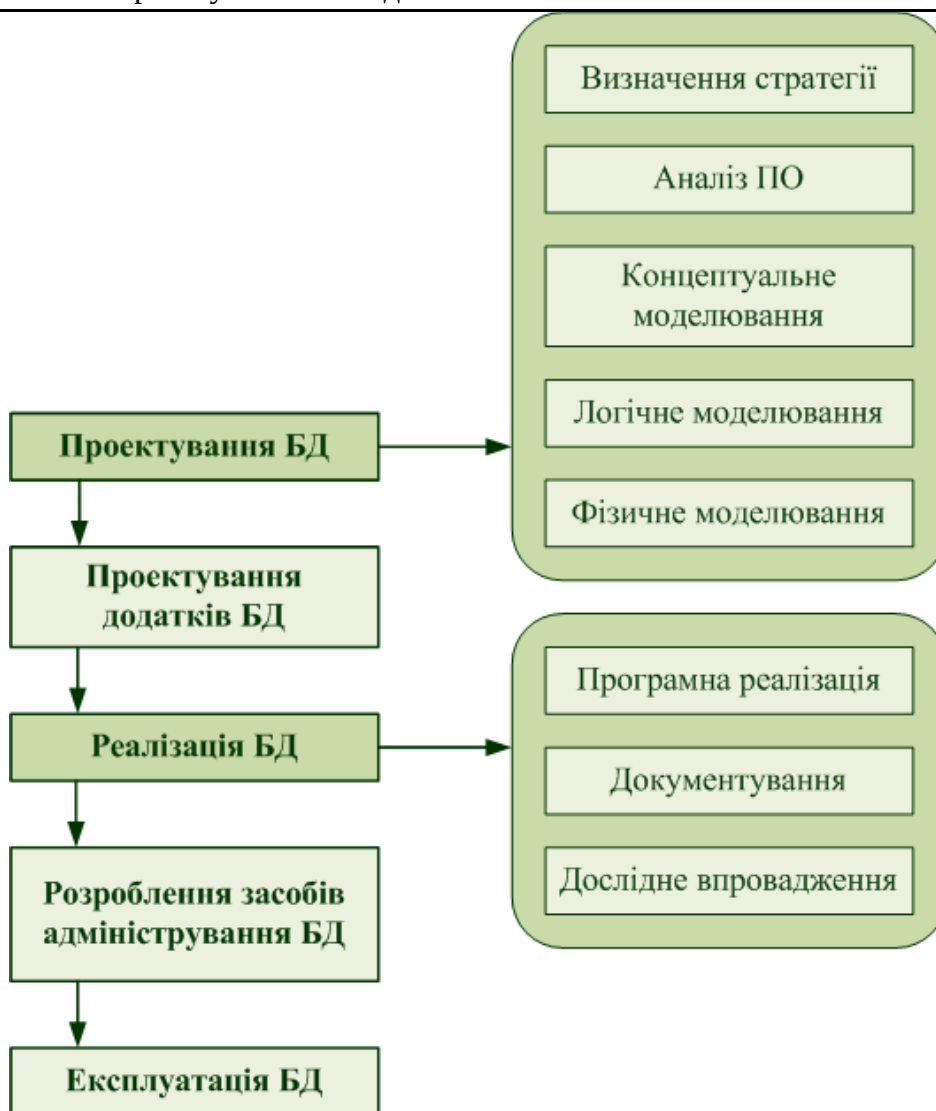 Визначення стратегії
Аналіз ПО
Концептуальне
моделювання
Логічне моделювання
Фізичне моделювання
Проектування БД
Проектування
додатків БД
Реалізація БД
Розроблення засобів
адміністрування БД
Експлуатація БД
Програмна реалізація
Документування
Дослідне впровадження